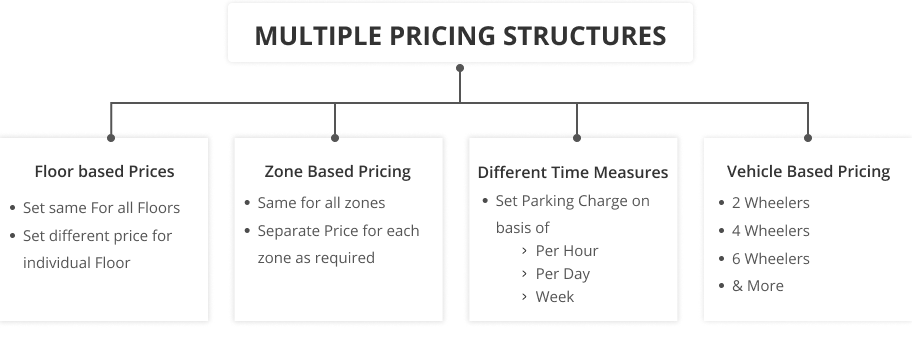 MULTIPLE PRICING STRUCTURES
Floor based Prices
• Set same For all Floors
• Set different price for
individual Floor
Zone Based Pricing
• Same for all zones
• Separate Price for each
zone as required
Different Time Measures
• Set Parking Charge on
basis of
› Per Hour
› Per Day
› Week
Vehicle Based Pricing
• 2 Wheelers
• 4 Wheelers
• 6 Wheelers
• & More